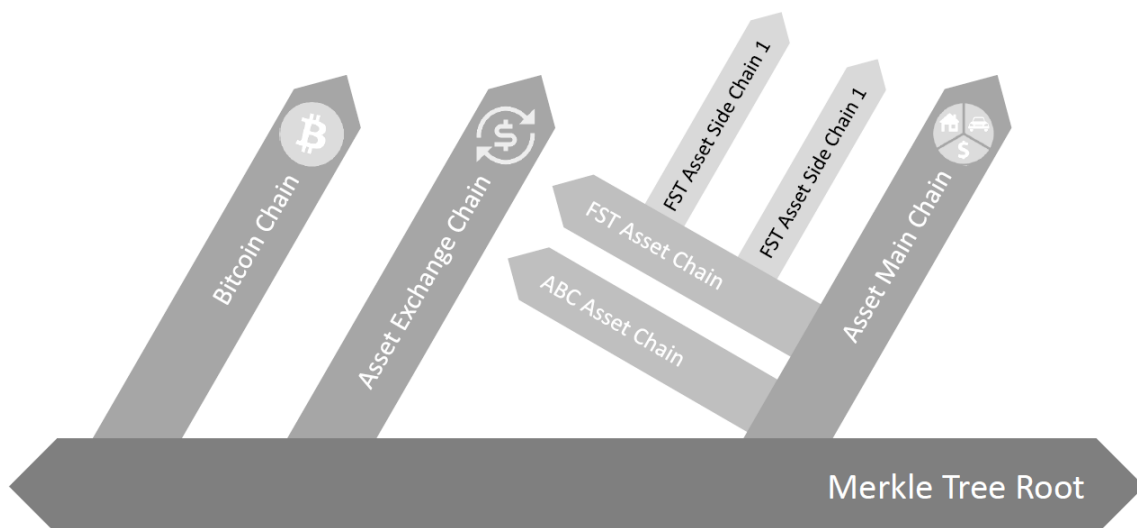 Bitcoin Chain
Asset Exchange Chain
FST Asset Side Chain 1
FST Asset Side Chain 1
FST Asset Chain
ABC Asset Chain
Asset Main Chain
Merkle Tree Root